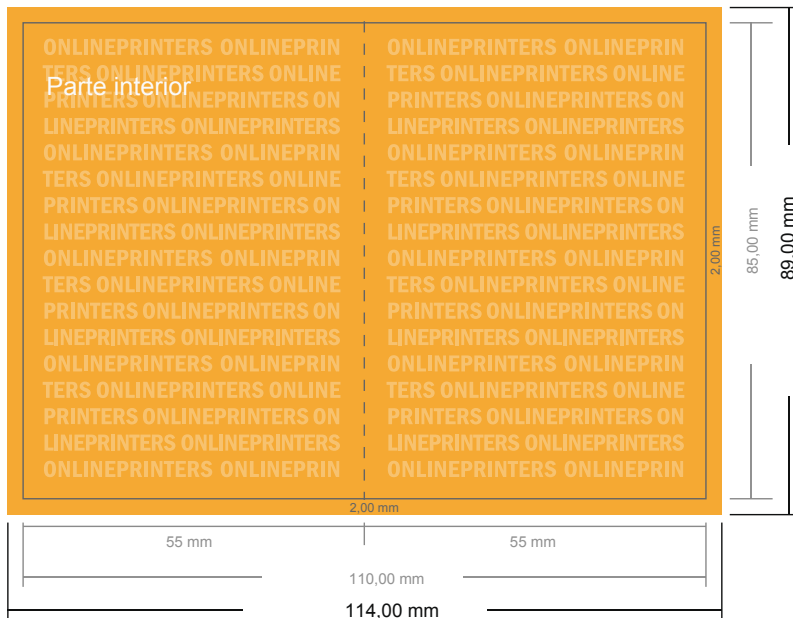 Parte interior
ONLINEPRINTERS ONLINEPRIN
TERS ONLINEPRINTERS ONLINE
PRINTERS ONLINEPRINTERS ON
LINEPRINTERS ONLINEPRINTERS
ONLINEPRINTERS ONLINEPRIN
TERS ONLINEPRINTERS ONLINE
PRINTERS ONLINEPRINTERS ON
LINEPRINTERS ONLINEPRINTERS
ONLINEPRINTERS ONLINEPRIN
TERS ONLINEPRINTERS ONLINE
PRINTERS ONLINEPRINTERS ON
LINEPRINTERS ONLINEPRINTERS
ONLINEPRINTERS ONLINEPRIN
TERS ONLINEPRINTERS ONLINE
PRINTERS ONLINEPRINTERS ON
LINEPRINTERS ONLINEPRINTERS
ONLINEPRINTERS ONLINEPRIN
ONLINEPRINTERS ONLINEPRIN
TERS ONLINEPRINTERS ONLINE
PRINTERS ONLINEPRINTERS ON
LINEPRINTERS ONLINEPRINTERS
ONLINEPRINTERS ONLINEPRIN
TERS ONLINEPRINTERS ONLINE
PRINTERS ONLINEPRINTERS ON
LINEPRINTERS ONLINEPRINTERS
ONLINEPRINTERS ONLINEPRIN
TERS ONLINEPRINTERS ONLINE
PRINTERS ONLINEPRINTERS ON
LINEPRINTERS ONLINEPRINTERS
ONLINEPRINTERS ONLINEPRIN
TERS ONLINEPRINTERS ONLINE
PRINTERS ONLINEPRINTERS ON
LINEPRINTERS ONLINEPRINTERS
ONLINEPRINTERS ONLINEPRIN
2,00 mm
85,00 mm
89,00 mm
2,00 mm
55 mm
55 mm
110,00 mm
114,00 mm